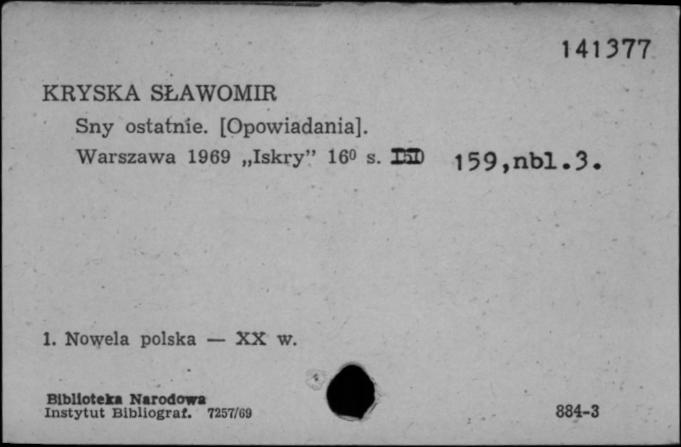 141377
KRYSKA SŁAWOMIR
Sny ostatnie. [Opowiadania].
Warszawa 1969 „Iskry” 16⁰ s. 159,nbl.3.
1. Nowela polska — XX w.
Biblioteka Narodowa
Instytut Bibliograf. 7257/69
884-3